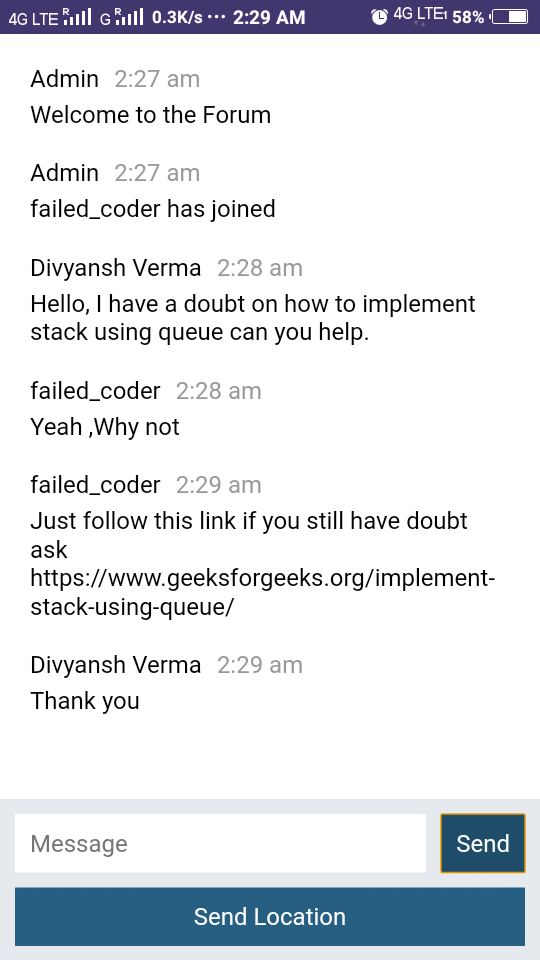 4G LTE R G R 0.3K/s ··· 2:29 AM 4G LTE1 58%
Admin 2:27 am
Welcome to the Forum
Admin 2:27 am
failed_coder has joined
Divyansh Verma 2:28 am
Hello, I have a doubt on how to implement
stack using queue can you help.
failed_coder 2:28 am
Yeah ,Why not
failed_coder 2:29 am
Just follow this link if you still have doubt
ask
https://www.geeksforgeeks.org/implement-
stack-using-queue/
Divyansh Verma 2:29 am
Thank you
Message Send
Send Location